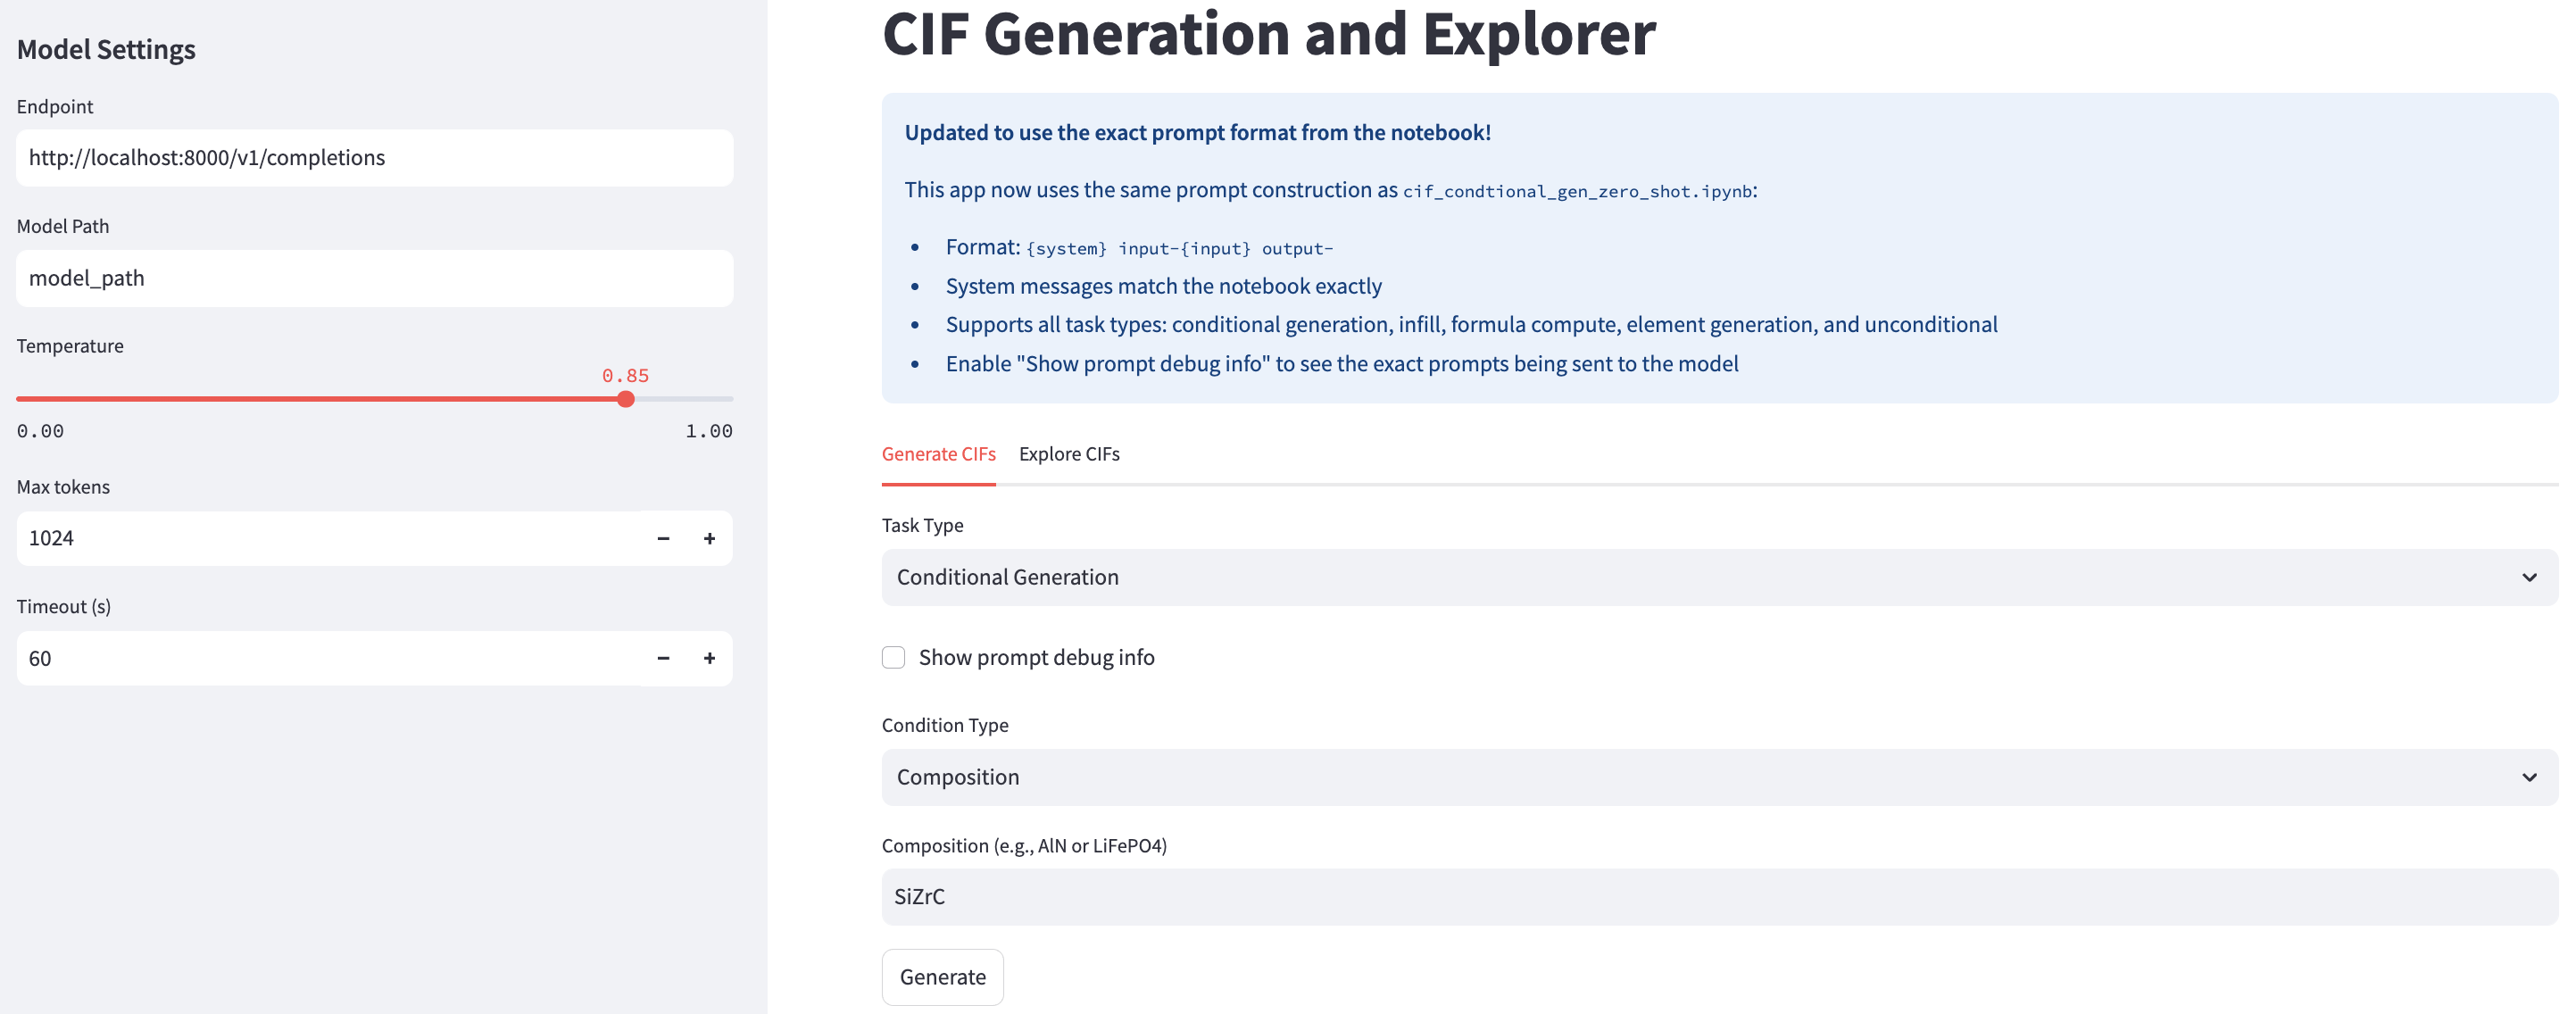 Model Settings
Endpoint
http://localhost:8000/v1/completions
Model Path
model_path
Temperature
0.85
0.00
1.00
Max tokens
1024
Timeout (s)
60
CIF Generation and Explorer
Updated to use the exact prompt format from the notebook!
This app now uses the same prompt construction as cif_condtional_gen_zero_shot.ipynb:
• Format: {system} input-{input} output-
• System messages match the notebook exactly
• Supports all task types: conditional generation, infill, formula compute, element generation, and unconditional
• Enable "Show prompt debug info" to see the exact prompts being sent to the model
Generate CIFs Explore CIFs
Task Type
Conditional Generation
Show prompt debug info
Condition Type
Composition
Composition (e.g., AlN or LiFePO4)
SiZrC
Generate